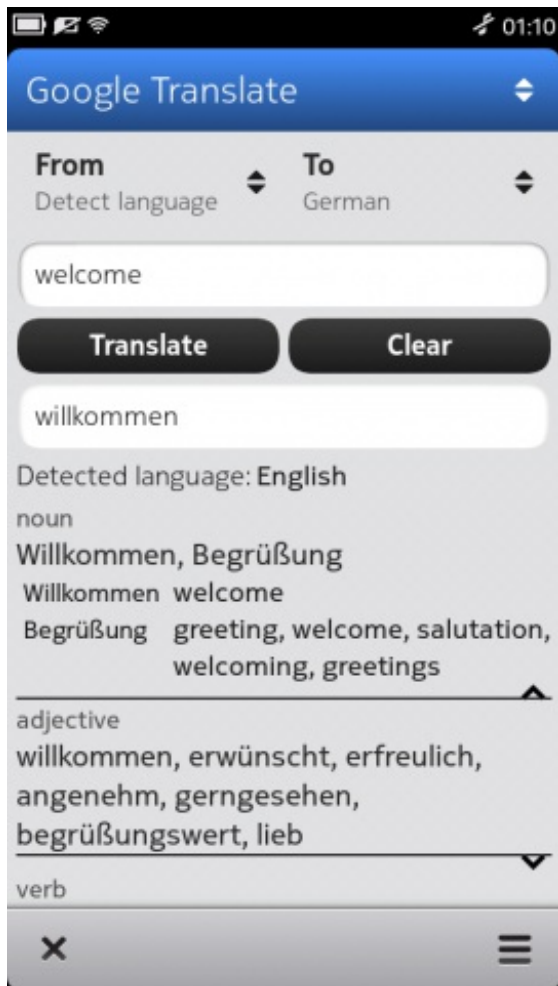 01:10
Google Translate
From To
Detect language German
welcome
Translate Clear
willkommen
Detected language: English
noun
Willkommen, Begrüßung
Willkommen welcome
Begrüßung greeting, welcome, salutation,
welcoming, greetings
adjective
willkommen, erwünscht, erfreulich,
angenehm, gerngesehen,
begrüßungswert, lieb
verb